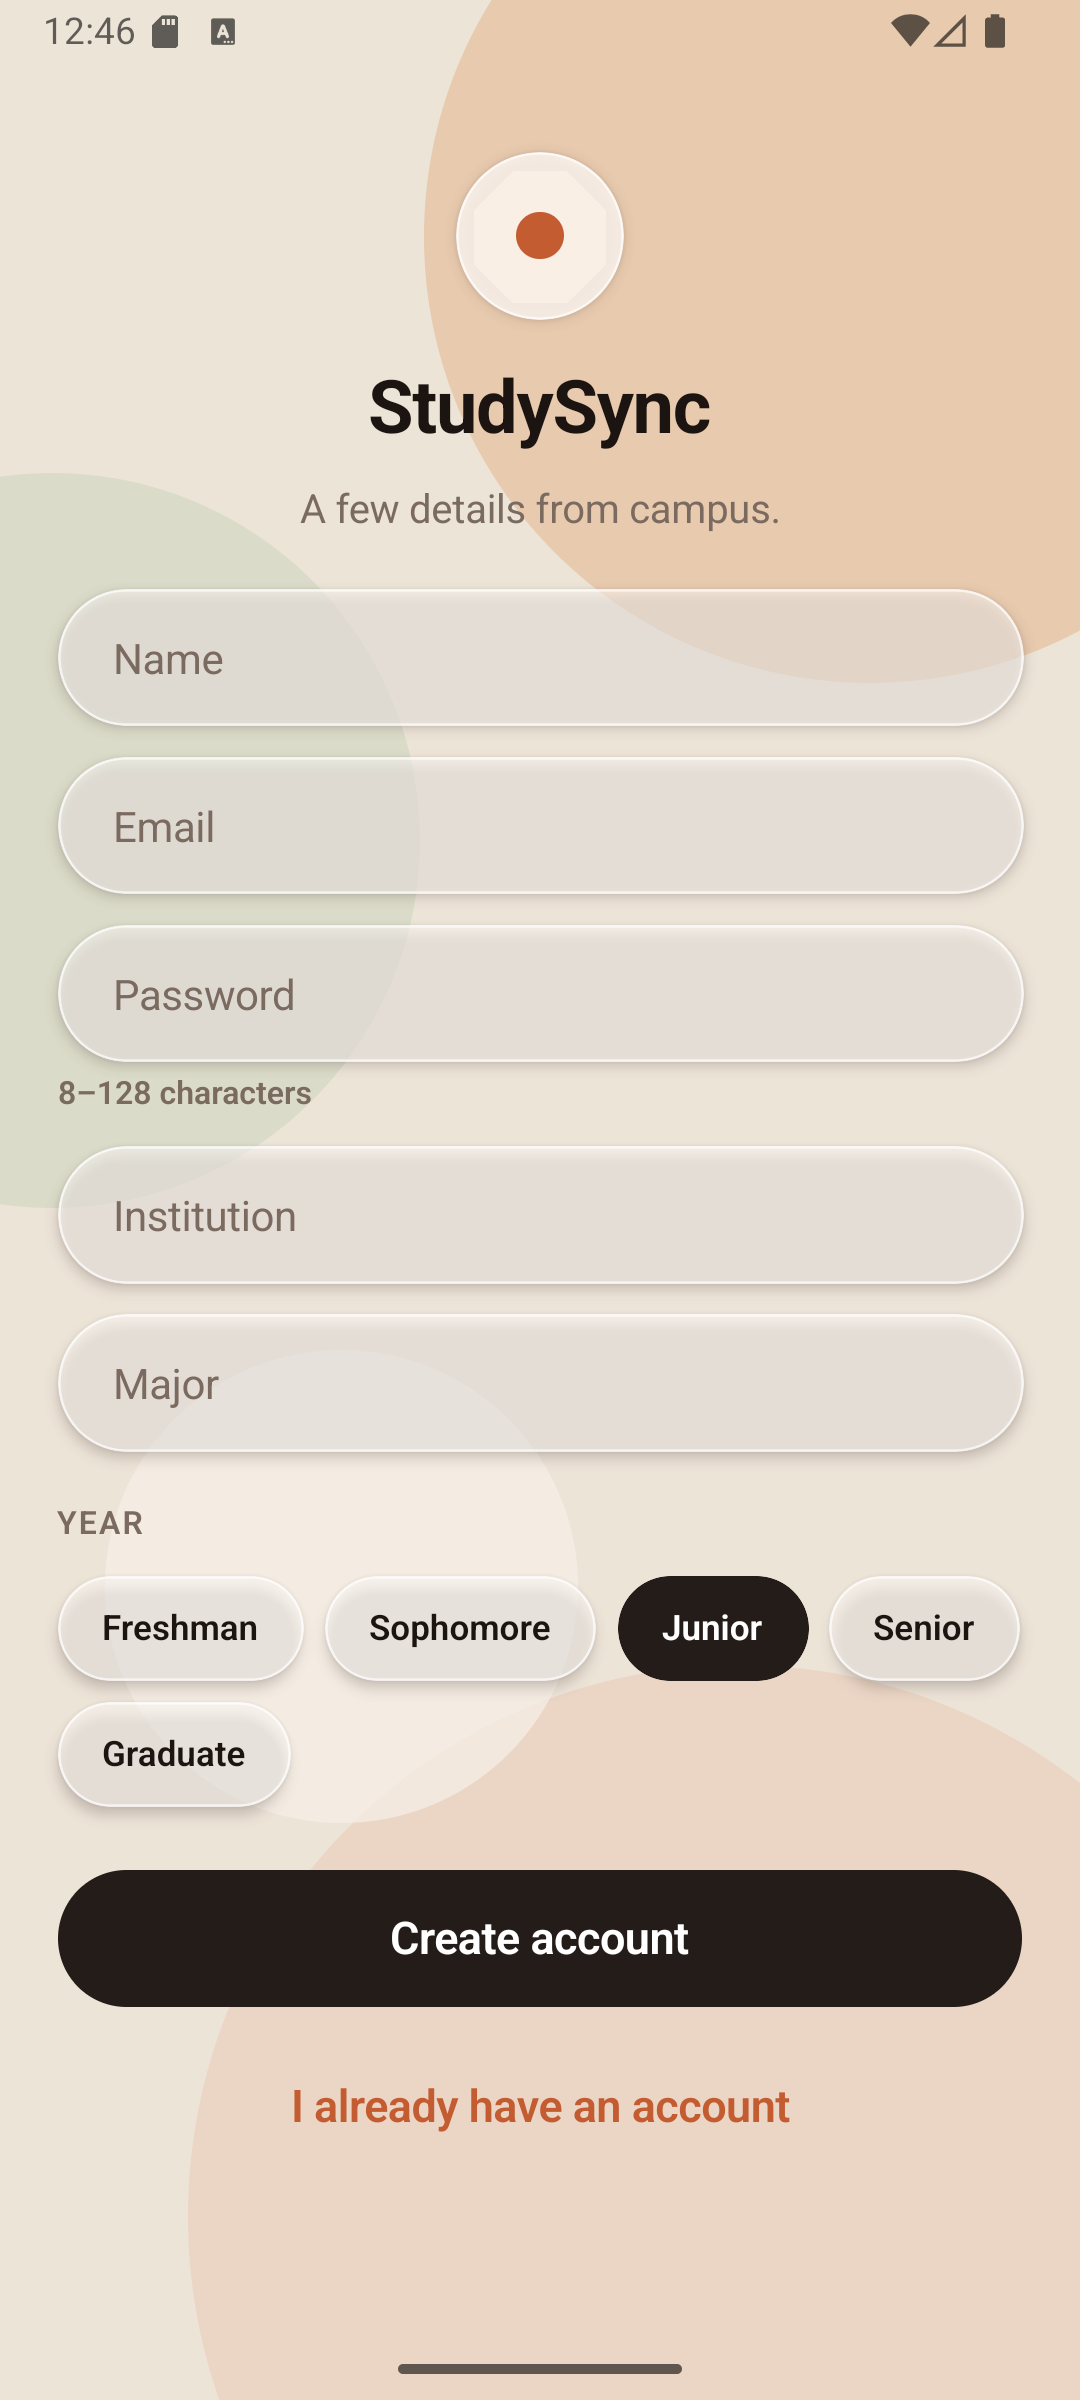 12:46
StudySync
A few details from campus.
Name
Email
Password
8–128 characters
Institution
Major
YEAR
Freshman Sophomore Junior Senior
Graduate
Create account
I already have an account